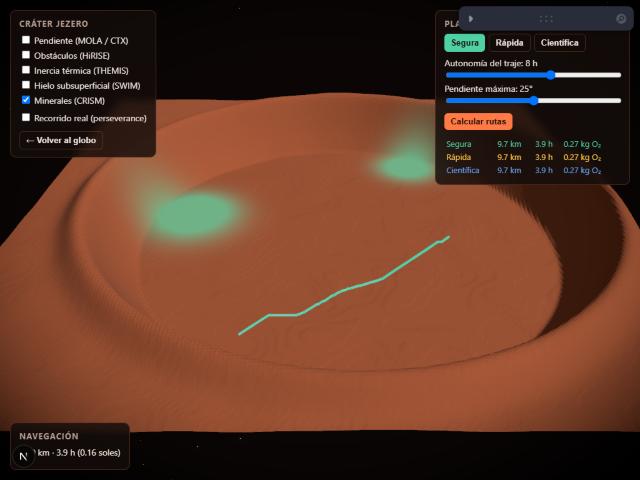 CRÁTER JEZERO
Pendiente (MOLA / CTX)
Obstáculos (HiRISE)
Inercia térmica (THEMIS)
Hielo subsuperficial (SWIM)
Minerales (CRISM)
Recorrido real (perseverance)
← Volver al globo
Segura Rápida Científica
Autonomía del traje: 8 h
Pendiente máxima: 25°
Calcular rutas
Segura 9.7 km 3.9 h 0.27 kg O₂
Rápida 9.7 km 3.9 h 0.27 kg O₂
Científica 9.7 km 3.9 h 0.27 kg O₂
NAVEGACIÓN
N km · 3.9 h (0.16 soles)